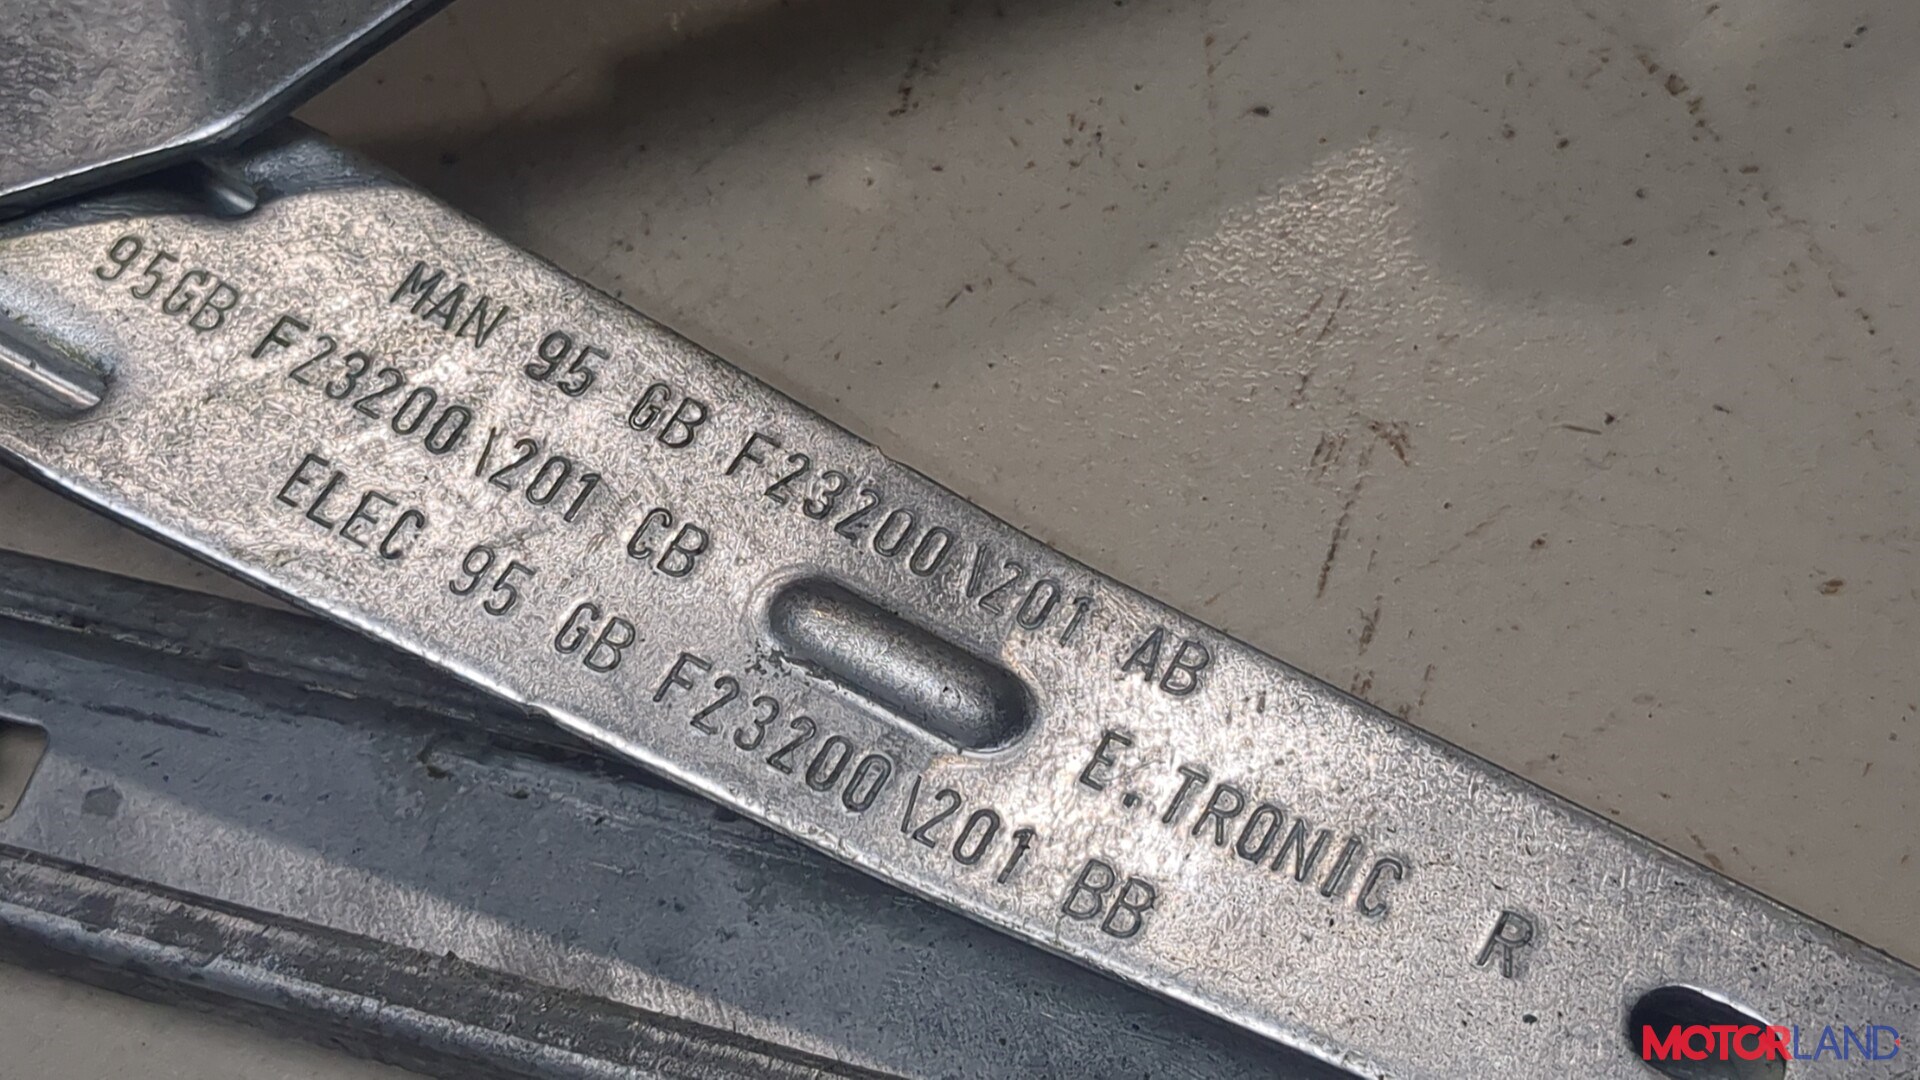 MAN 95 GB F23200\201 AB
95GB F23200\201 CB
ELEC 95 GB F23200\201 BB
E.TRONIC R
MOTORLAND